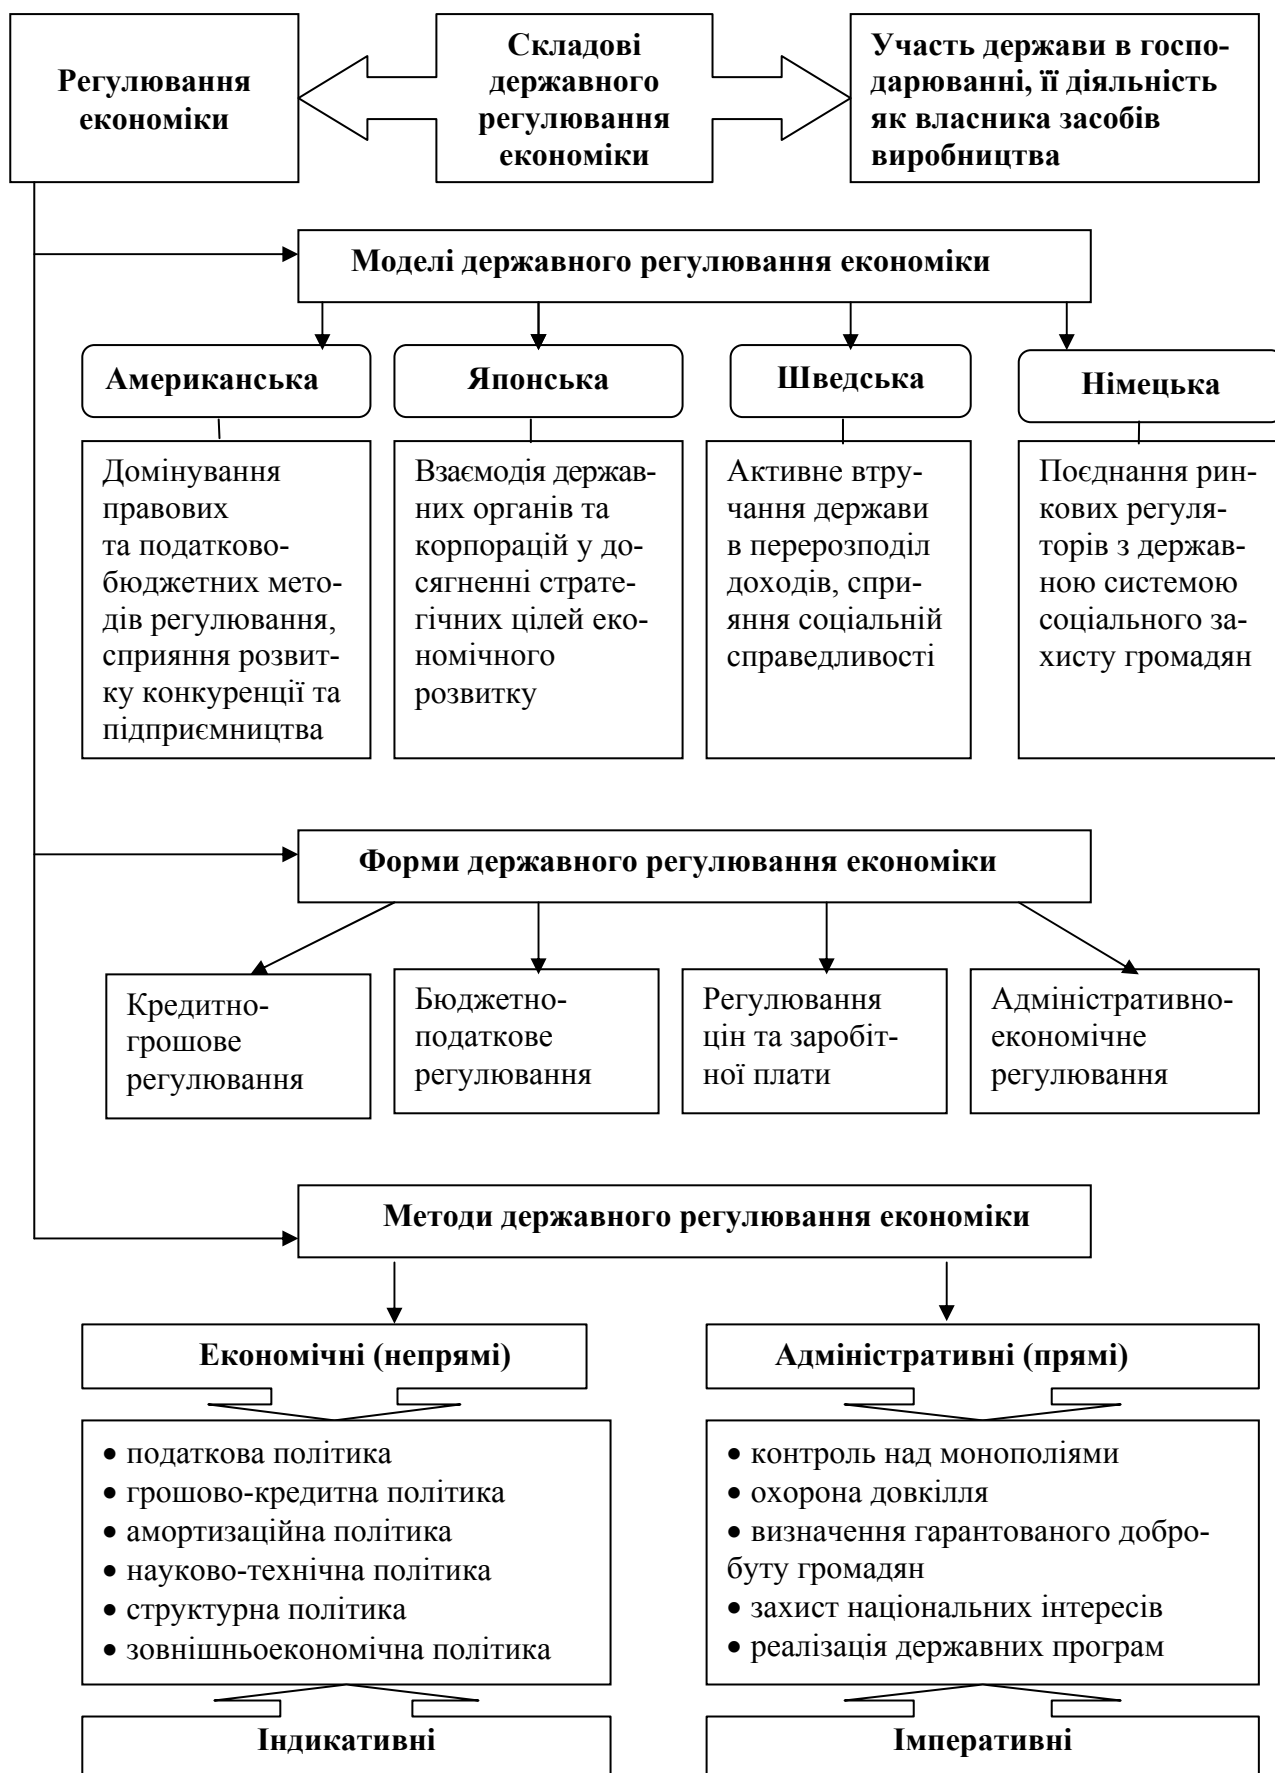 Регулювання
економіки
Складові
державного
регулювання
економіки
Участь держави в госпо-
дарюванні, її діяльність
як власника засобів
виробництва
Моделі державного регулювання економіки
Американська
Японська
Шведська
Німецька
Домінування
правових
та податково-
бюджетних мето-
дів регулювання,
сприяння розвит-
ку конкуренції та
підприємництва
Взаємодія держав-
них органів та
корпорацій у до-
сягненні страте-
гічних цілей еко-
номічного
розвитку
Активне втру-
чання держави
в перерозподіл
доходів, спри-
яння соціальній
справедливості
Поєднання рин-
кових регуля-
торів з держав-
ною системою
соціального за-
хисту громадян
Форми державного регулювання економіки
Кредитно-
грошове
регулювання
Бюджетно-
податкове
регулювання
Регулювання
цін та заробіт-
ної плати
Адміністративно-
економічне
регулювання
Методи державного регулювання економіки
Економічні (непрямі)
Адміністративні (прямі)
• податкова політика
• грошово-кредитна політика
• амортизаційна політика
• науково-технічна політика
• структурна політика
• зовнішньоекономічна політика
• контроль над монополіями
• охорона довкілля
• визначення гарантованого добро-
буту громадян
• захист національних інтересів
• реалізація державних програм
Індикативні
Імперативні